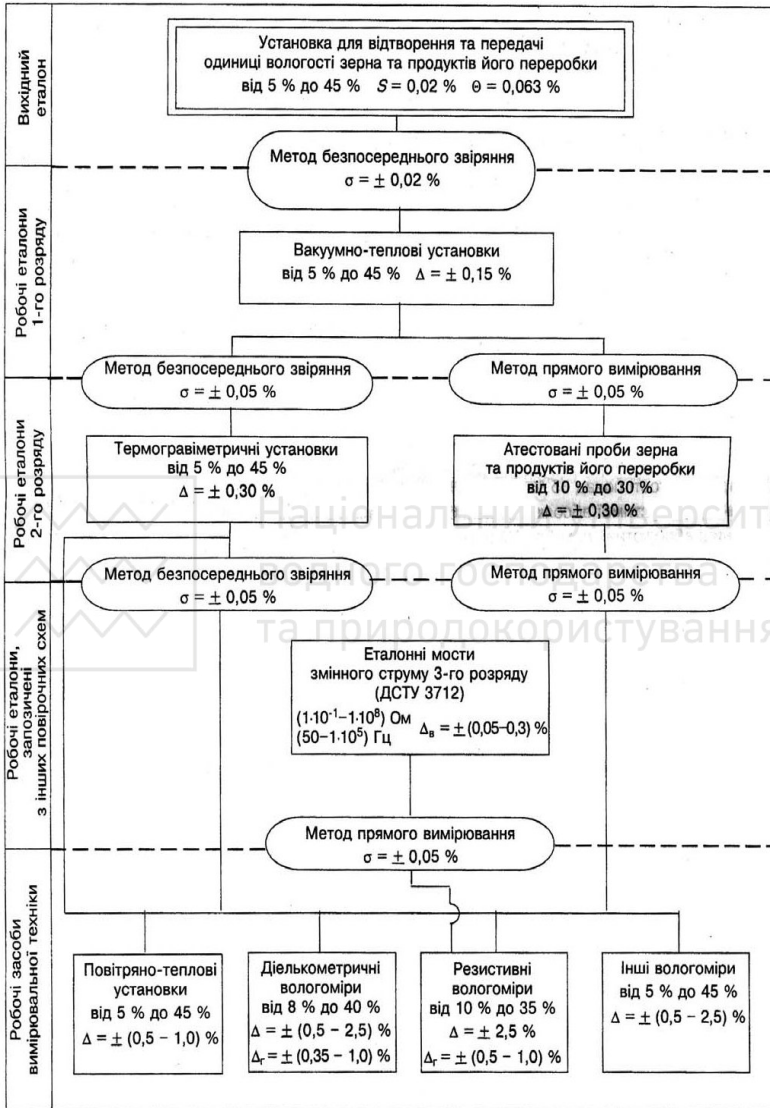 Вихідний
еталон
Установка для відтворення та передачі
одиниці вологості зерна та продуктів його переробки
від 5 % до 45 % S = 0,02 % Θ = 0,063 %
Метод безпосереднього звіряння
σ = ± 0,02 %
Робочі еталони
1-го розряду
Вакуумно-теплові установки
від 5 % до 45 % Δ = ± 0,15 %
Метод безпосереднього звіряння
σ = ± 0,05 %
Метод прямого вимірювання
σ = ± 0,05 %
Робочі еталони
2-го розряду
Термогравіметричні установки
від 5 % до 45 %
Δ = ± 0,30 %
Атестовані проби зерна
та продуктів його переробки
від 10 % до 30 %
Δ = ± 0,30 %
Національний університ
водного господарства
та природокористування
Метод безпосереднього звіряння
σ = ± 0,05 %
Метод прямого вимірювання
σ = ± 0,05 %
Робочі еталони,
запозичені
з інших повірочних схем
Еталонні мости
змінного струму 3-го розряду
(ДСТУ 3712)
(1·10⁻¹–1·10⁸) Ом
(50–1·10⁵) Гц Δв = ± (0,05–0,3) %
Метод прямого вимірювання
σ = ± 0,05 %
Робочі засоби
вимірювальної техніки
Повітряно-теплові
установки
від 5 % до 45 %
Δ = ± (0,5 – 1,0) %
Діелькометричні
вологоміри
від 8 % до 40 %
Δ = ± (0,5 – 2,5) %
Δг = ± (0,35 – 1,0) %
Резистивні
вологоміри
від 10 % до 35 %
Δ = ± 2,5 %
Δг = ± (0,5 – 1,0) %
Інші вологоміри
від 5 % до 45 %
Δ = ± (0,5 – 2,5) %